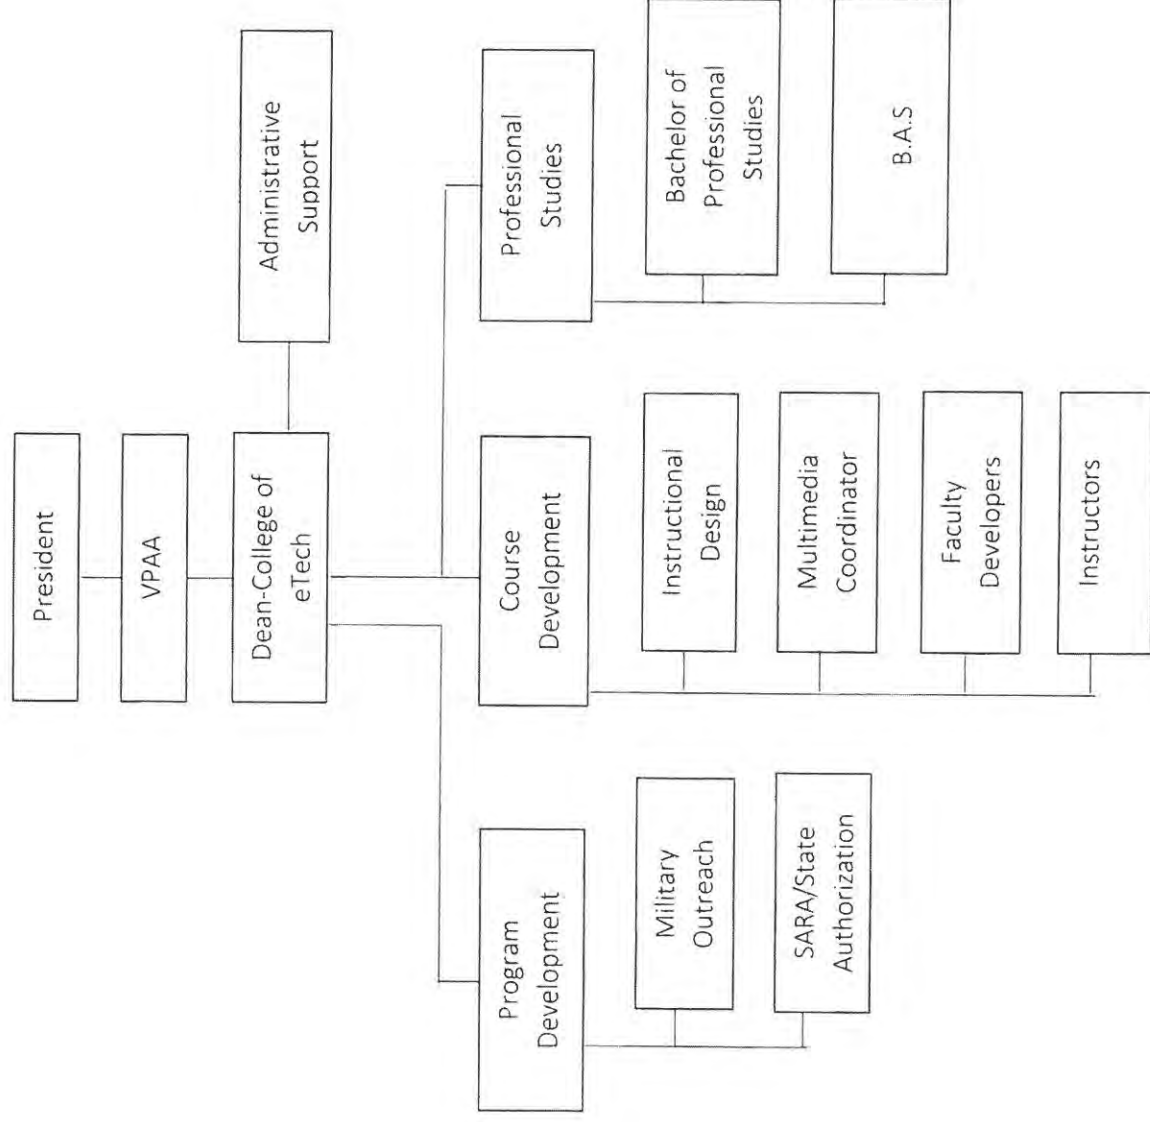 President
VPAA
Dean-College of
eTech
Administrative
Support
Program
Development
Military
Outreach
SARA/State
Authorization
Course
Development
Instructional
Design
Multimedia
Coordinator
Faculty
Developers
Instructors
Professional
Studies
Bachelor of
Professional
Studies
B.A.S